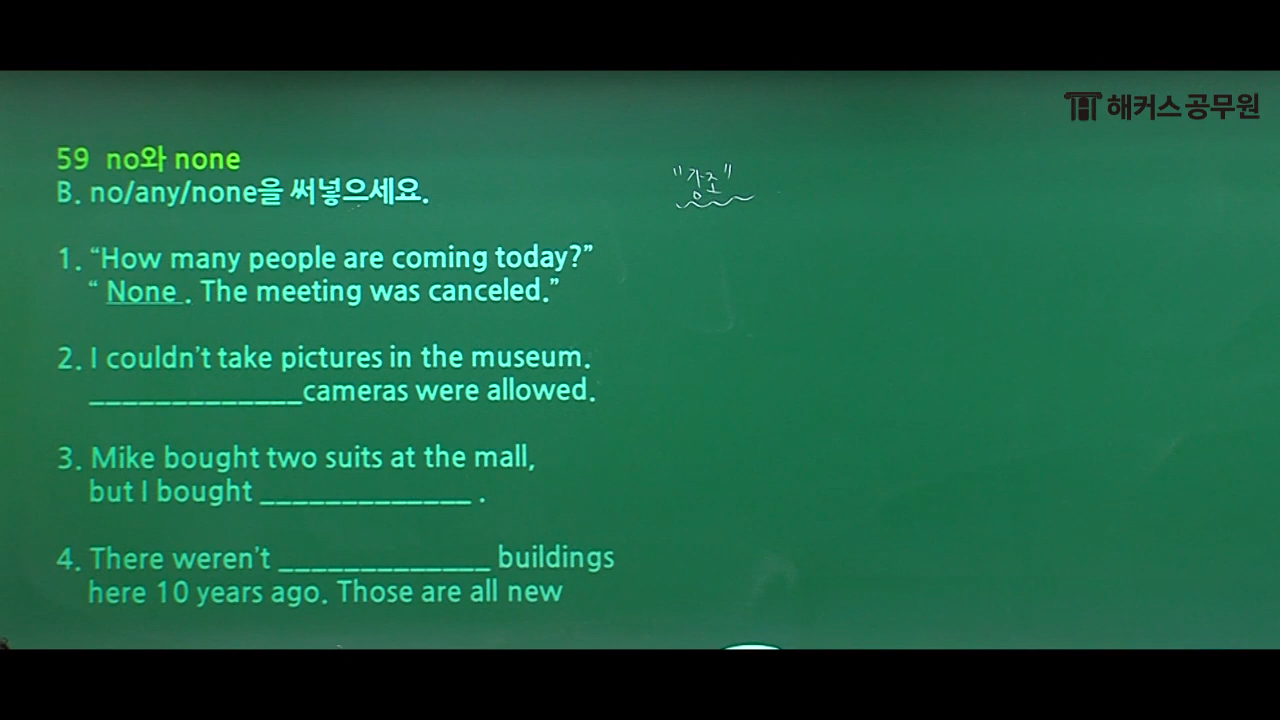 해커스 공무원
59 no와 none
B. no/any/none을 써넣으세요.
"강조"
1. “How many people are coming today?”
“ None . The meeting was canceled.”
2. I couldn’t take pictures in the museum.
_____________cameras were allowed.
3. Mike bought two suits at the mall,
but I bought _____________ .
4. There weren’t _____________ buildings
here 10 years ago. Those are all new